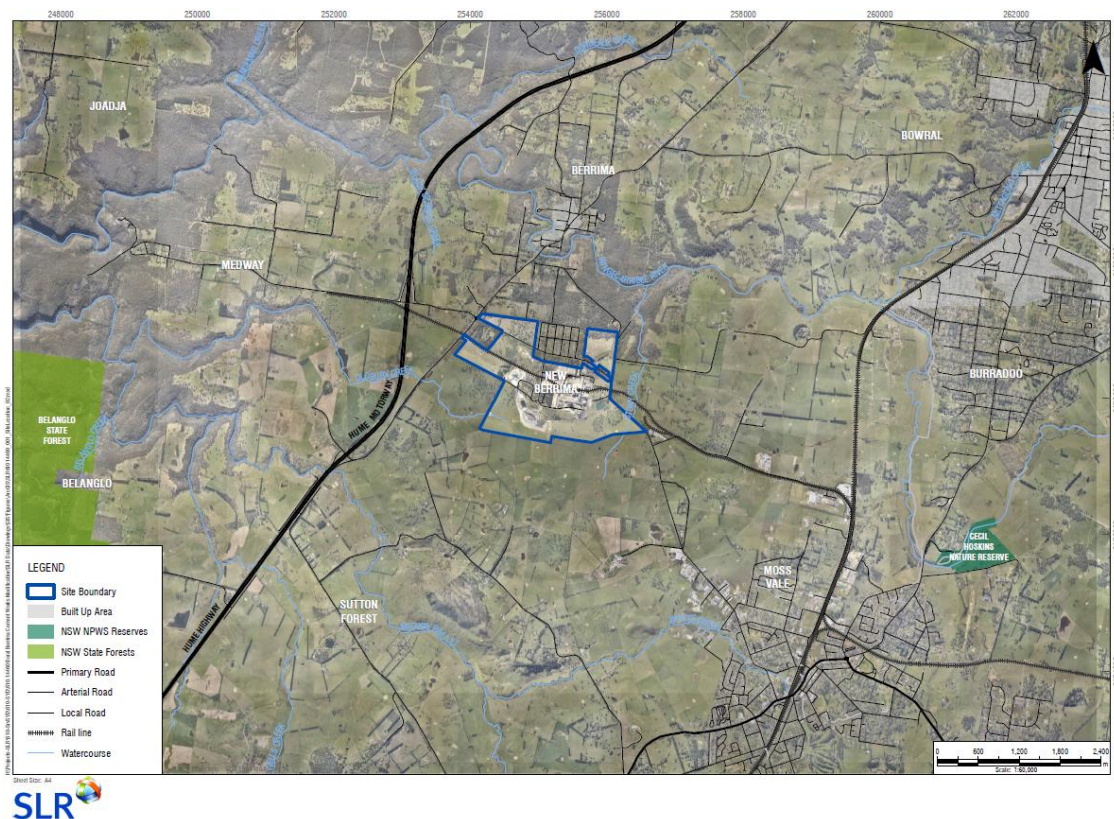 248000
250000
252000
254000
256000
258000
260000
262000
JOADJA
BOWRAL
BERRIMA
MEDWAY
NEW
BERRIMA
BURRADOO
HUME MOTORWAY
BELANGLO
STATE
FOREST
BELANGLO
CECIL
HOSKINS
NATURE RESERVE
MOSS
VALE
SUTTON
FOREST
HUME HIGHWAY
LEGEND
Site Boundary
Built Up Area
NSW NPWS Reserves
NSW State Forests
Primary Road
Arterial Road
Local Road
Rail line
Watercourse
0 600 1,200 1,800 2,400
m
Scale: 1:60,000
Sheet Size: A4
SLR